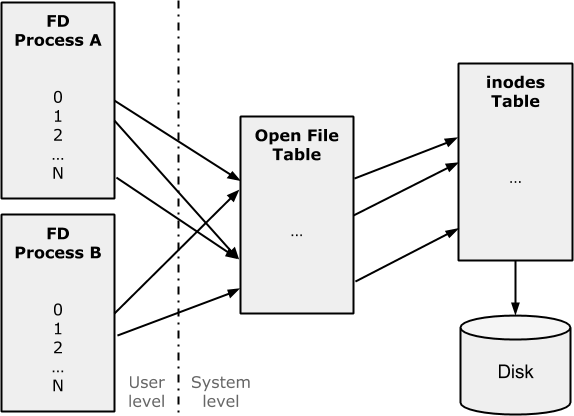 FD
Process A
0
1
2
...
N
FD
Process B
0
1
2
...
N
User
level
System
level
Open File
Table
...
inodes
Table
...
Disk